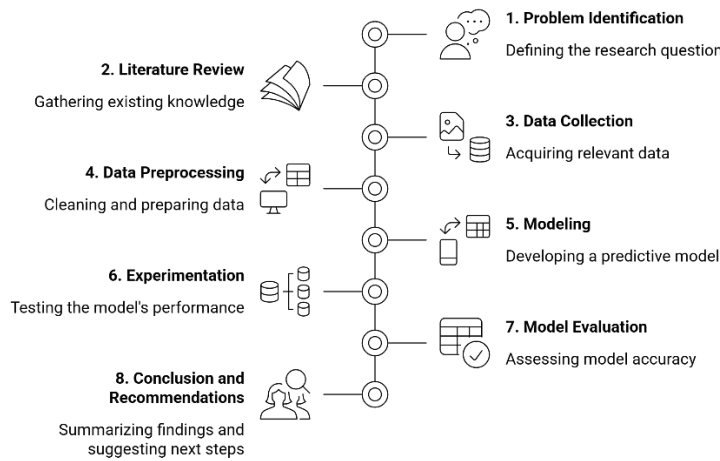 1. Problem Identification
Defining the research question
2. Literature Review
Gathering existing knowledge
3. Data Collection
Acquiring relevant data
4. Data Preprocessing
Cleaning and preparing data
5. Modeling
Developing a predictive model
6. Experimentation
Testing the model's performance
7. Model Evaluation
Assessing model accuracy
8. Conclusion and
Recommendations
Summarizing findings and
suggesting next steps